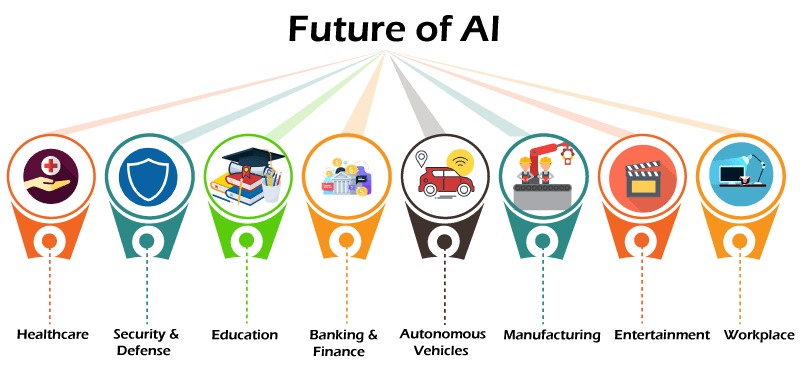 Future of AI
Healthcare
Security &
Defense
Education
Banking &
Finance
Autonomous
Vehicles
Manufacturing
Entertainment
Workplace